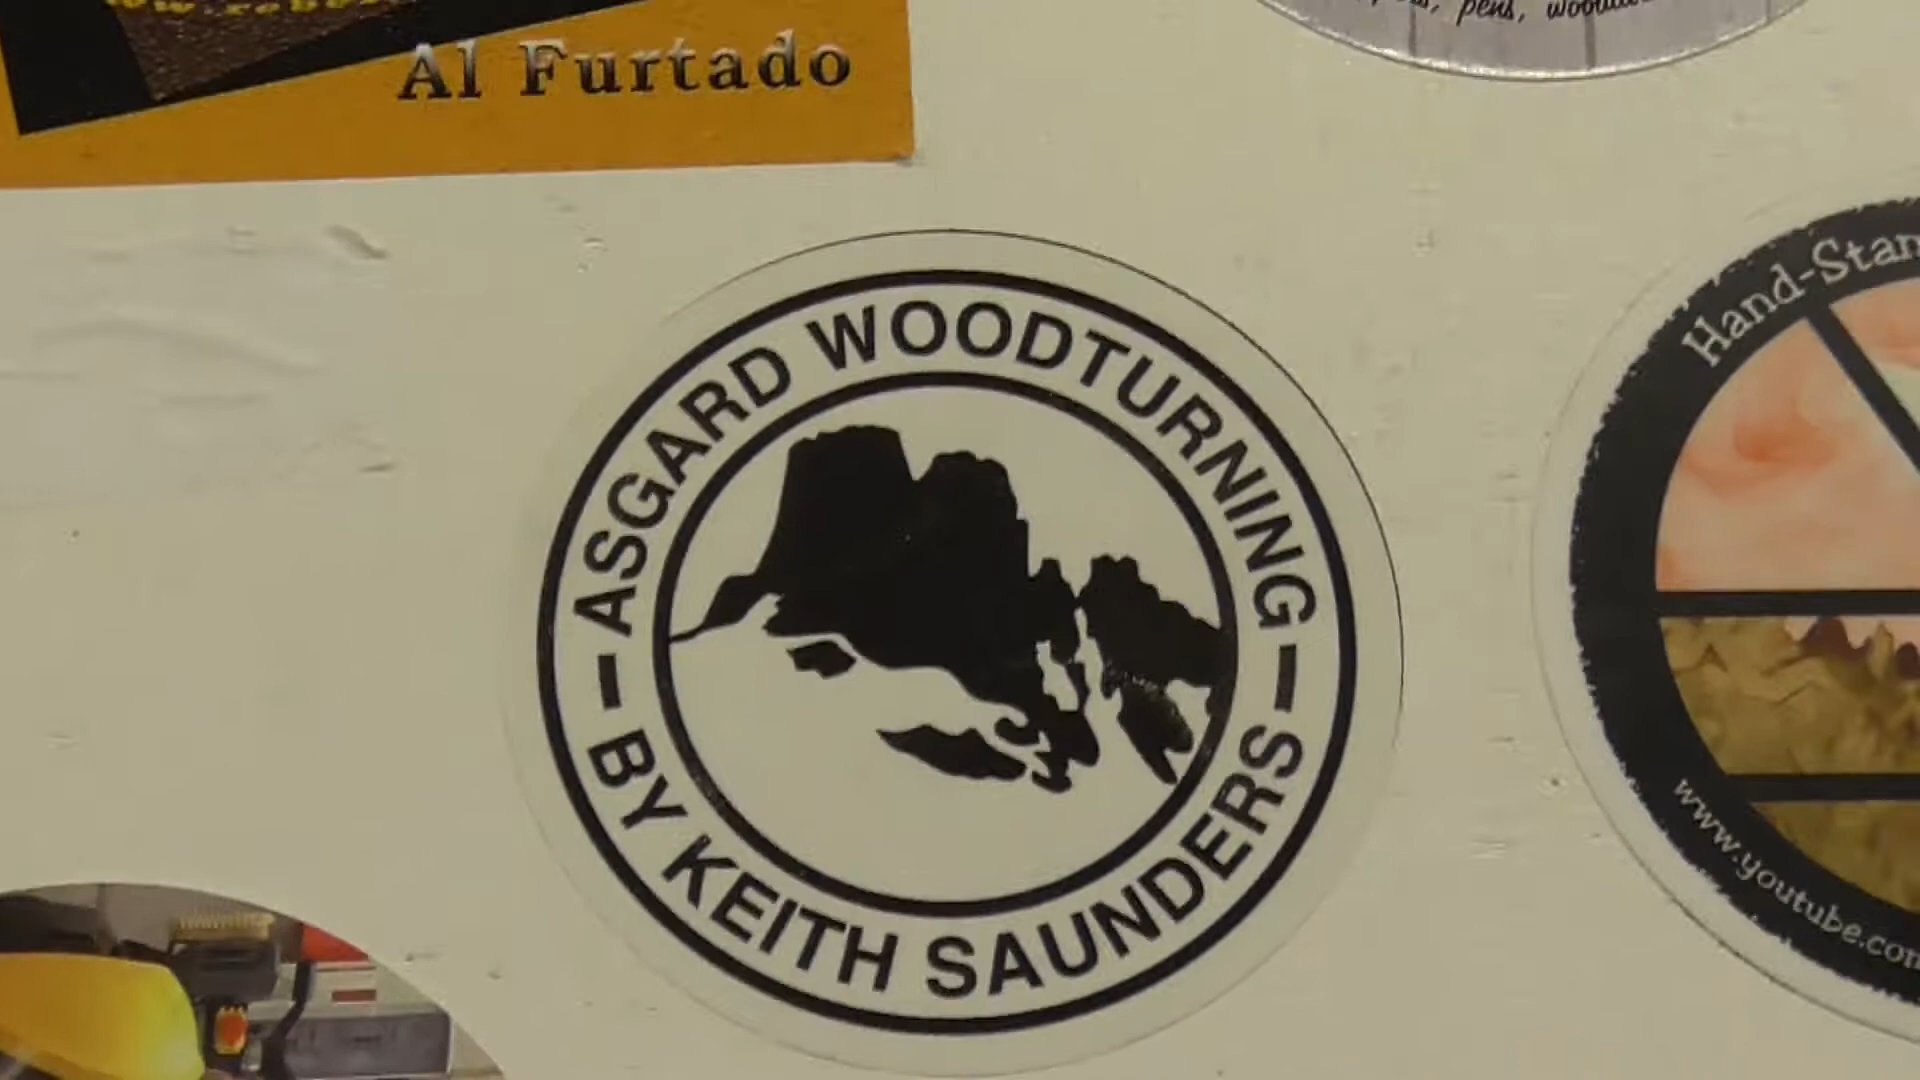 Al Furtado
pens,
ASGARD WOODTURNING
– BY KEITH SAUNDERS –
Hand-Stan
www.youtube.com